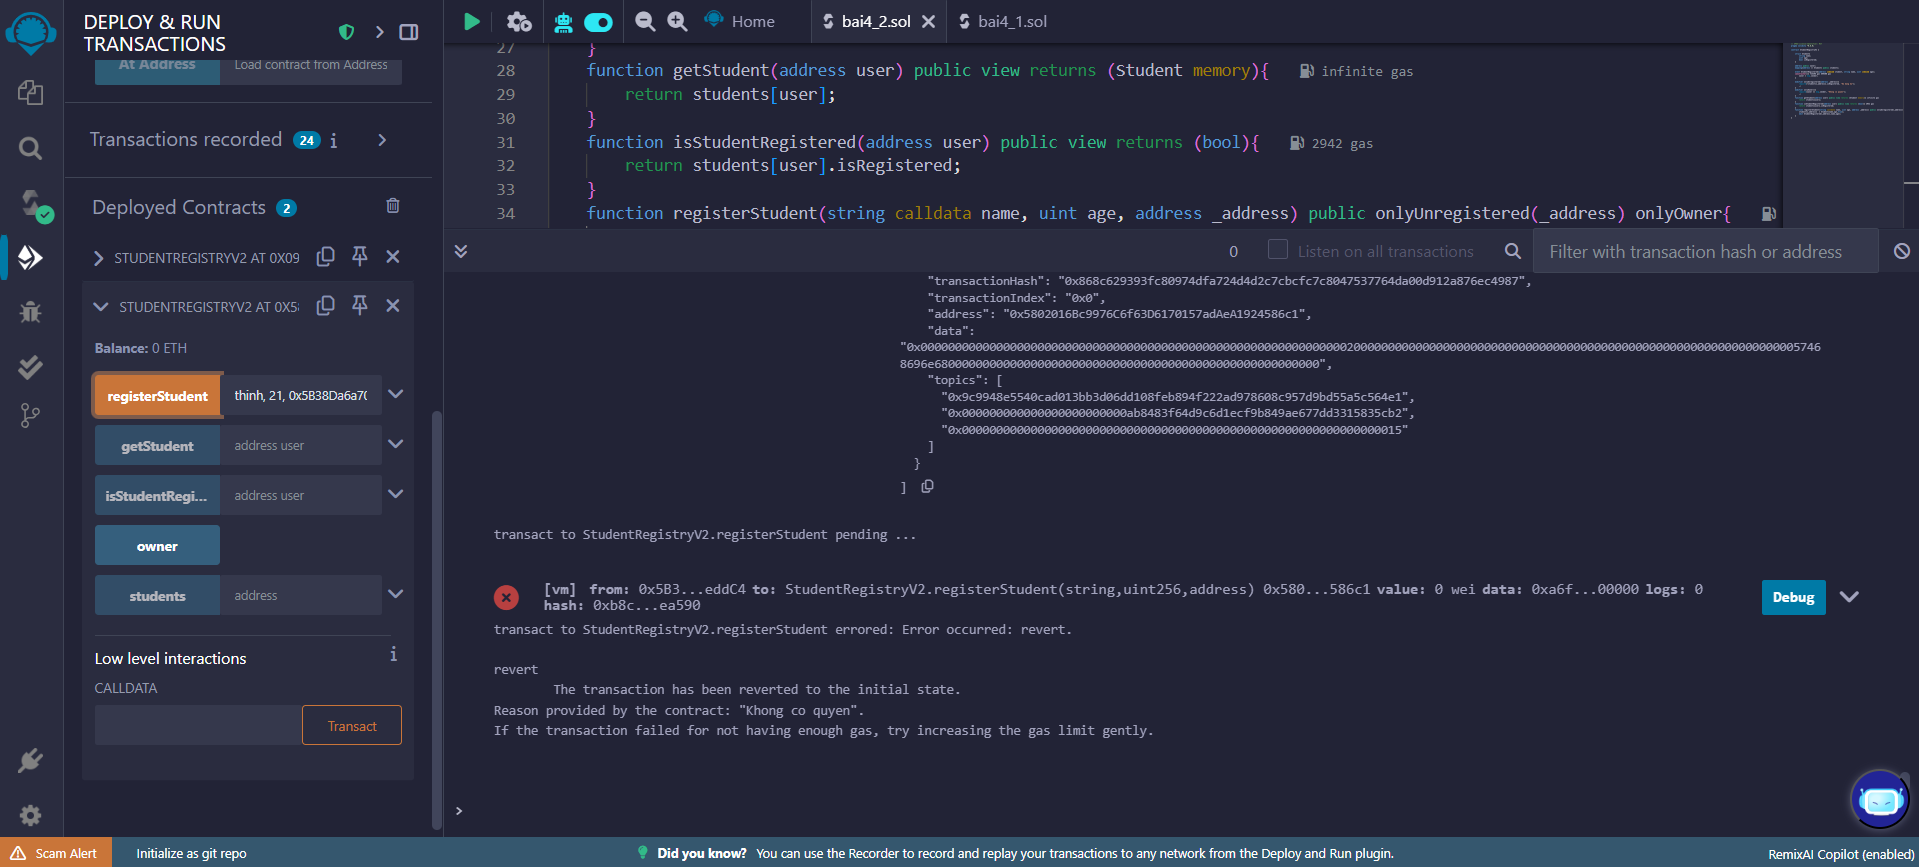 DEPLOY & RUN
TRANSACTIONS
At Address
Load contract from Address
Transactions recorded 24 i
Deployed Contracts 2
STUDENTREGISTRYV2 AT 0X09
STUDENTREGISTRYV2 AT 0X5
Balance: 0 ETH
registerStudent
thinh, 21, 0x5B38Da6a70
getStudent
address user
isStudentRegi...
address user
owner
students
address
Low level interactions i
CALLDATA
Transact
Home
bai4_2.sol
bai4_1.sol
27 }
28 function getStudent(address user) public view returns (Student memory){ infinite gas
29 return students[user];
30 }
31 function isStudentRegistered(address user) public view returns (bool){ 2942 gas
32 return students[user].isRegistered;
33 }
34 function registerStudent(string calldata name, uint age, address _address) public onlyUnregistered(_address) onlyOwner{
0
Listen on all transactions
Filter with transaction hash or address
"transactionHash": "0x868c629393fc80974dfa724d4d2c7cbcfc7c8047537764da00d912a876ec4987",
"transactionIndex": "0x0",
"address": "0x5802016Bc9976C6f63D6170157adAeA1924586c1",
"data":
"0x000000000000000000000000000000000000000000000000000000000000002000000000000000000000000000000000000000000000000000000000000000057468696e68000000000000000000000000000000000000000000000000000000",
"topics": [
"0x9c9948e5540cad013bb3d06dd108feb894f222ad978608c957d9bd55a5c564e1",
"0x000000000000000000000000ab8483f64d9c6d1ecf9b849ae677dd3315835cb2",
"0x0000000000000000000000000000000000000000000000000000000000000015"
]
}
]
transact to StudentRegistryV2.registerStudent pending ...
[vm] from: 0x5B3...eddC4 to: StudentRegistryV2.registerStudent(string,uint256,address) 0x580...586c1 value: 0 wei data: 0xa6f...00000 logs: 0
hash: 0xb8c...ea590
Debug
transact to StudentRegistryV2.registerStudent errored: Error occurred: revert.
revert
The transaction has been reverted to the initial state.
Reason provided by the contract: "Khong co quyen".
If the transaction failed for not having enough gas, try increasing the gas limit gently.
>
Scam Alert
Initialize as git repo
Did you know? You can use the Recorder to record and replay your transactions to any network from the Deploy and Run plugin.
RemixAI Copilot (enabled)